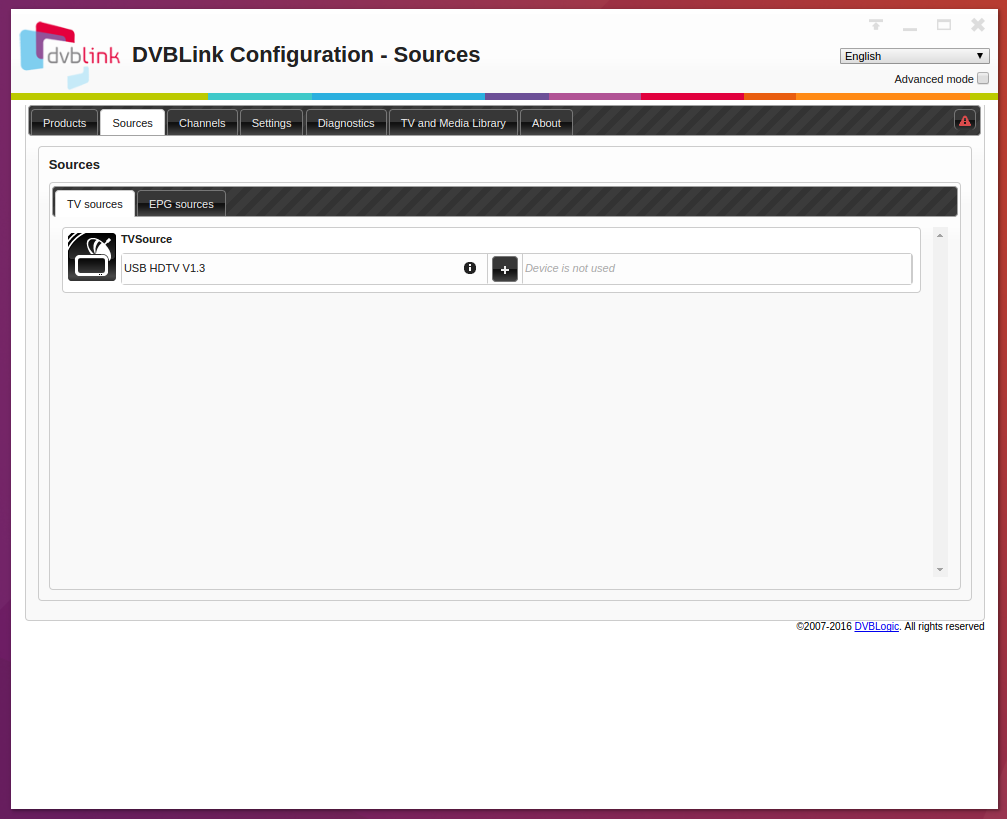 dvblink
DVBLink Configuration - Sources
English
Advanced mode
Products Sources Channels Settings Diagnostics TV and Media Library About
Sources
TV sources EPG sources
TVSource
USB HDTV V1.3 Device is not used
©2007-2016 DVBLogic. All rights reserved